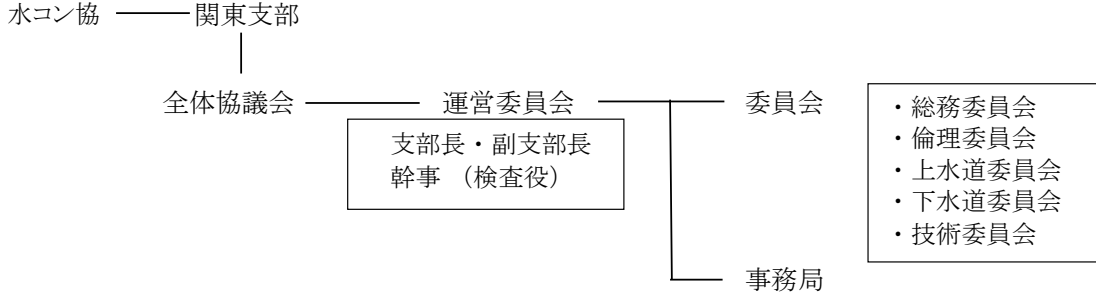 水コン協 関東支部
全体協議会 運営委員会 委員会
支部長・副支部長
幹事 （検査役）
・総務委員会
・倫理委員会
・上水道委員会
・下水道委員会
・技術委員会
事務局